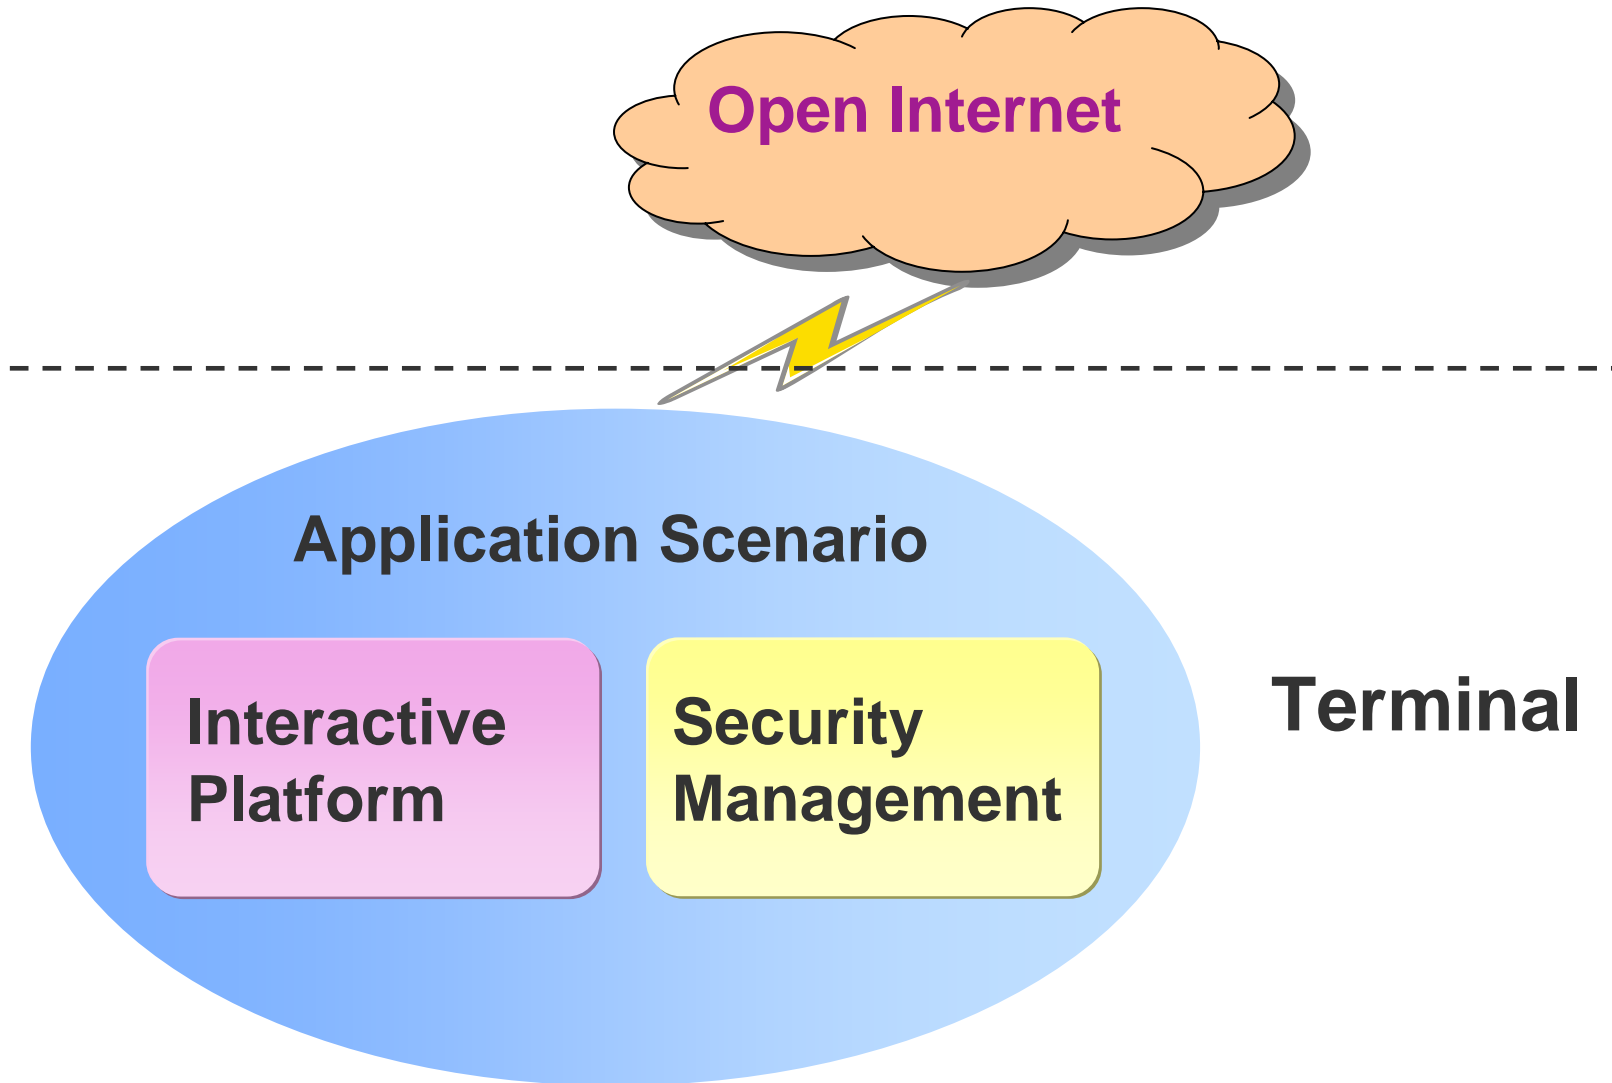 Open Internet
Application Scenario
Interactive
Platform
Security
Management
Terminal